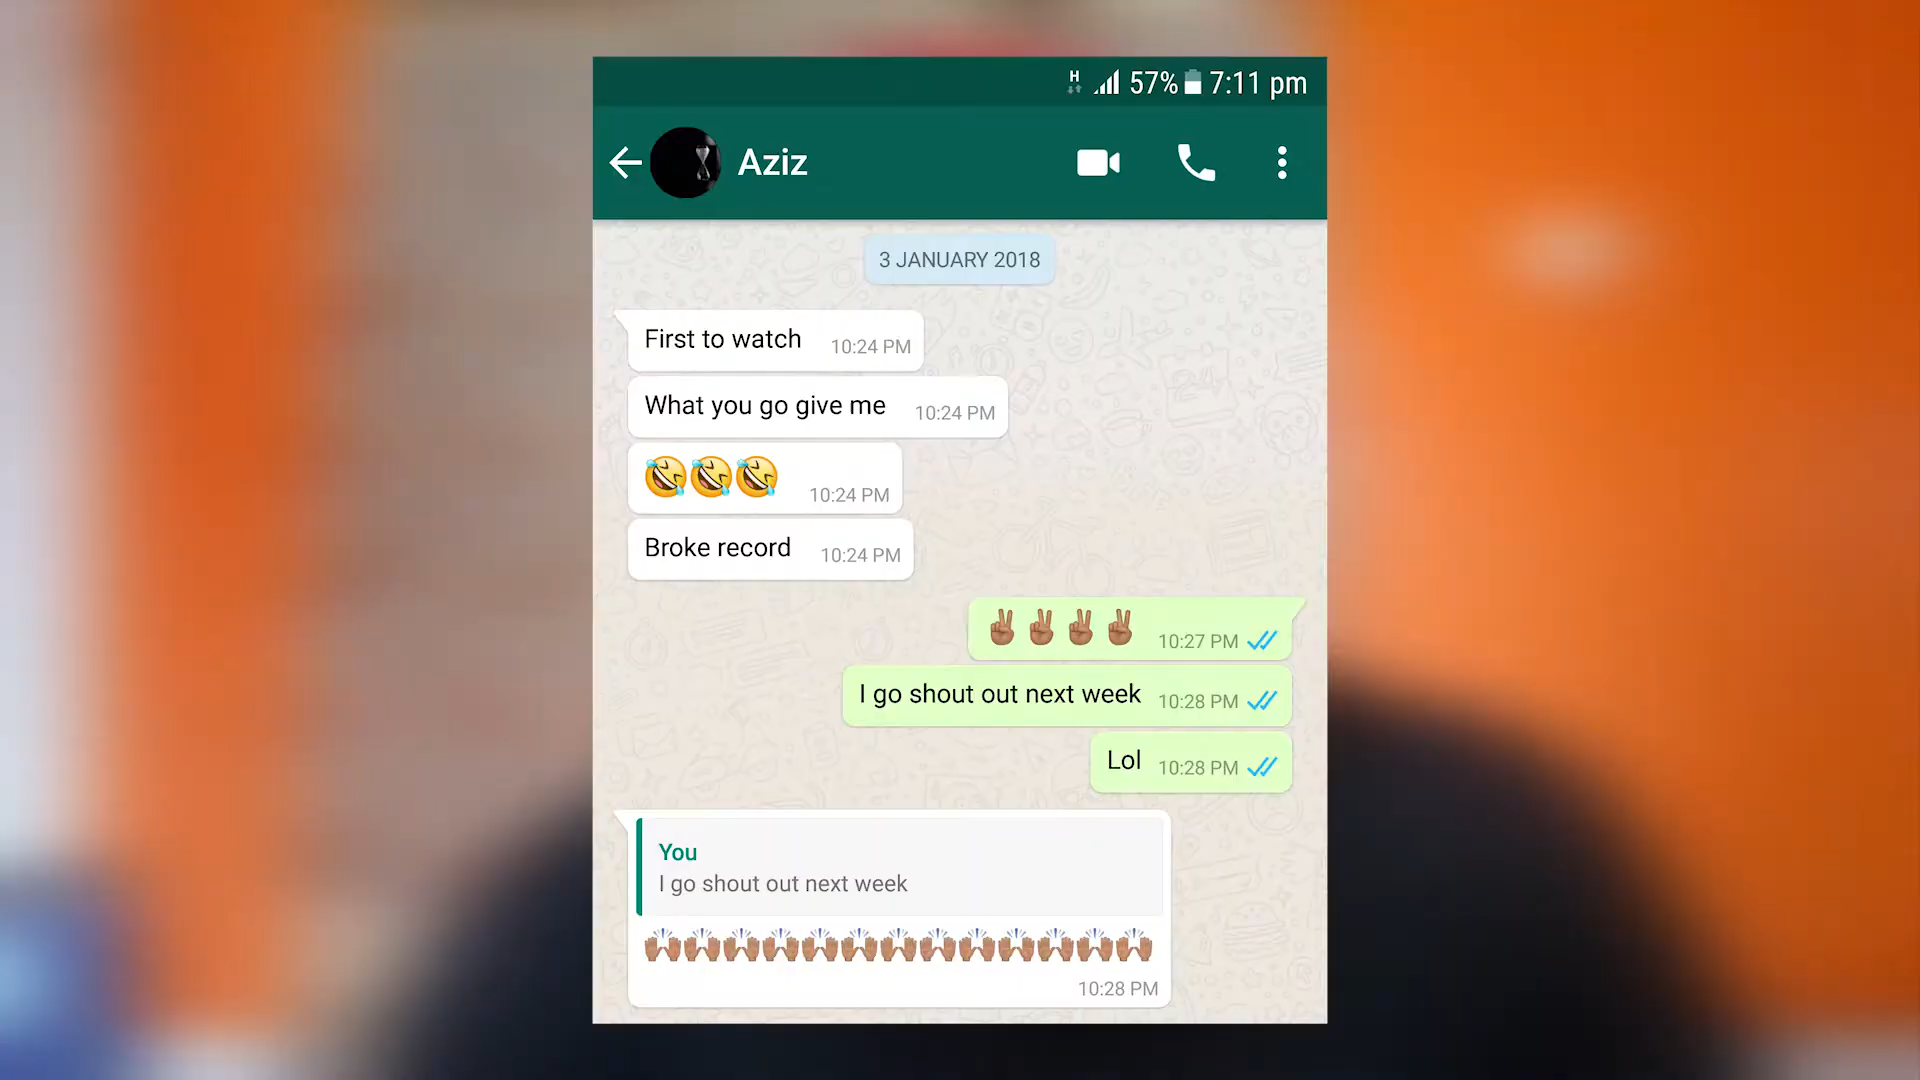 H 57% 7:11 pm
Aziz
3 JANUARY 2018
First to watch 10:24 PM
What you go give me 10:24 PM
🤣🤣🤣 10:24 PM
Broke record 10:24 PM
✌🏾✌🏾✌🏾✌🏾 10:27 PM
I go shout out next week 10:28 PM
Lol 10:28 PM
You
I go shout out next week
🙌🏽🙌🏽🙌🏽🙌🏽🙌🏽🙌🏽🙌🏽🙌🏽🙌🏽🙌🏽🙌🏽🙌🏽🙌🏽
10:28 PM